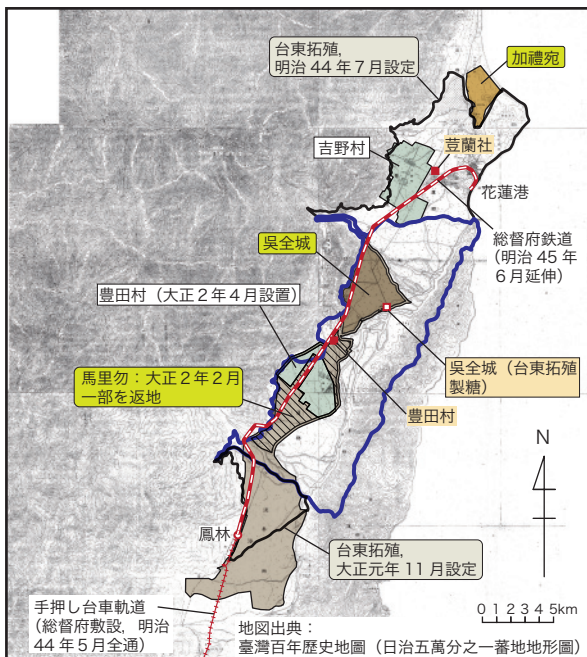 台東拓殖,
明治 44 年 7 月設定
加禮宛
吉野村
荳蘭社
花蓮港
総督府鉄道
(明治 45 年
6 月延伸)
呉全城
豊田村（大正 2 年 4 月設置）
呉全城（台東拓殖
製糖）
馬里勿：大正 2 年 2 月
一部を返地
豊田村
N
鳳林
台東拓殖,
大正元年 11 月設定
手押し台車軌道
（総督府敷設，明治
44 年 5 月全通）
0 1 2 3 4 5km
地図出典：
臺灣百年歷史地圖（日治五萬分之一蕃地地形圖）